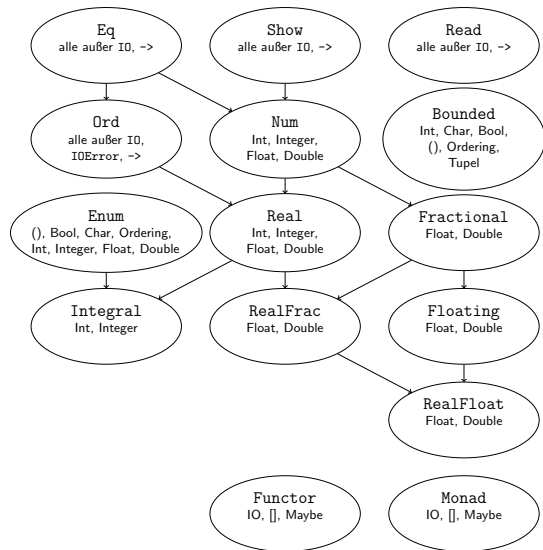 Eq
alle außer IO, ->
Show
alle außer IO, ->
Read
alle außer IO, ->
Ord
alle außer IO,
IOError, ->
Num
Int, Integer,
Float, Double
Bounded
Int, Char, Bool,
(), Ordering,
Tupel
Enum
(), Bool, Char, Ordering,
Int, Integer, Float, Double
Real
Int, Integer,
Float, Double
Fractional
Float, Double
Integral
Int, Integer
RealFrac
Float, Double
Floating
Float, Double
RealFloat
Float, Double
Functor
IO, [], Maybe
Monad
IO, [], Maybe